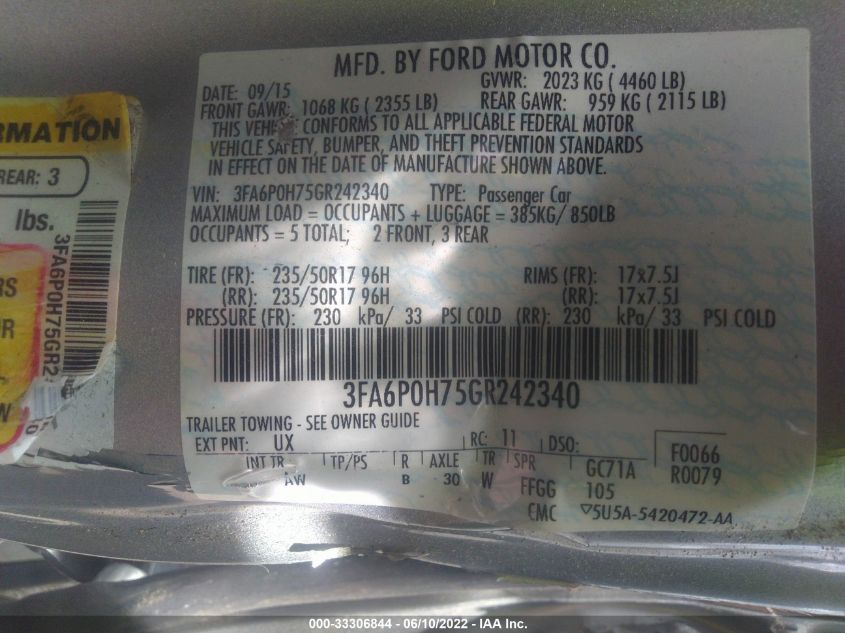 MFD. BY FORD MOTOR CO.
DATE: 09/15 GVWR: 2023 KG ( 4460 LB)
FRONT GAWR: 1068 KG ( 2355 LB) REAR GAWR: 959 KG ( 2115 LB)
THIS VEHICLE CONFORMS TO ALL APPLICABLE FEDERAL MOTOR
VEHICLE SAFETY, BUMPER, AND THEFT PREVENTION STANDARDS
IN EFFECT ON THE DATE OF MANUFACTURE SHOWN ABOVE.
VIN: 3FA6P0H75GR242340 TYPE: Passenger Car
MAXIMUM LOAD = OCCUPANTS + LUGGAGE = 385KG/ 850LB
OCCUPANTS = 5 TOTAL; 2 FRONT, 3 REAR
TIRE (FR): 235/50R17 96H RIMS (FR): 17x7.5J
(RR): 235/50R17 96H (RR): 17x7.5J
PRESSURE (FR): 230 kPa/ 33 PSI COLD (RR): 230 kPa/ 33 PSI COLD
3FA6P0H75GR242340
TRAILER TOWING - SEE OWNER GUIDE
EXT PNT: UX RC: 11 DSO: F0066
INT TR TP/PS R AXLE TR SPR GC71A R0079
AW B 30 W FFGG 105
CMC 5U5A-5420472-AA
RMATION
REAR: 3
lbs.
3FA6P0H75GR2
RS
UR
R
W
000-33306844 - 06/10/2022 - IAA Inc.